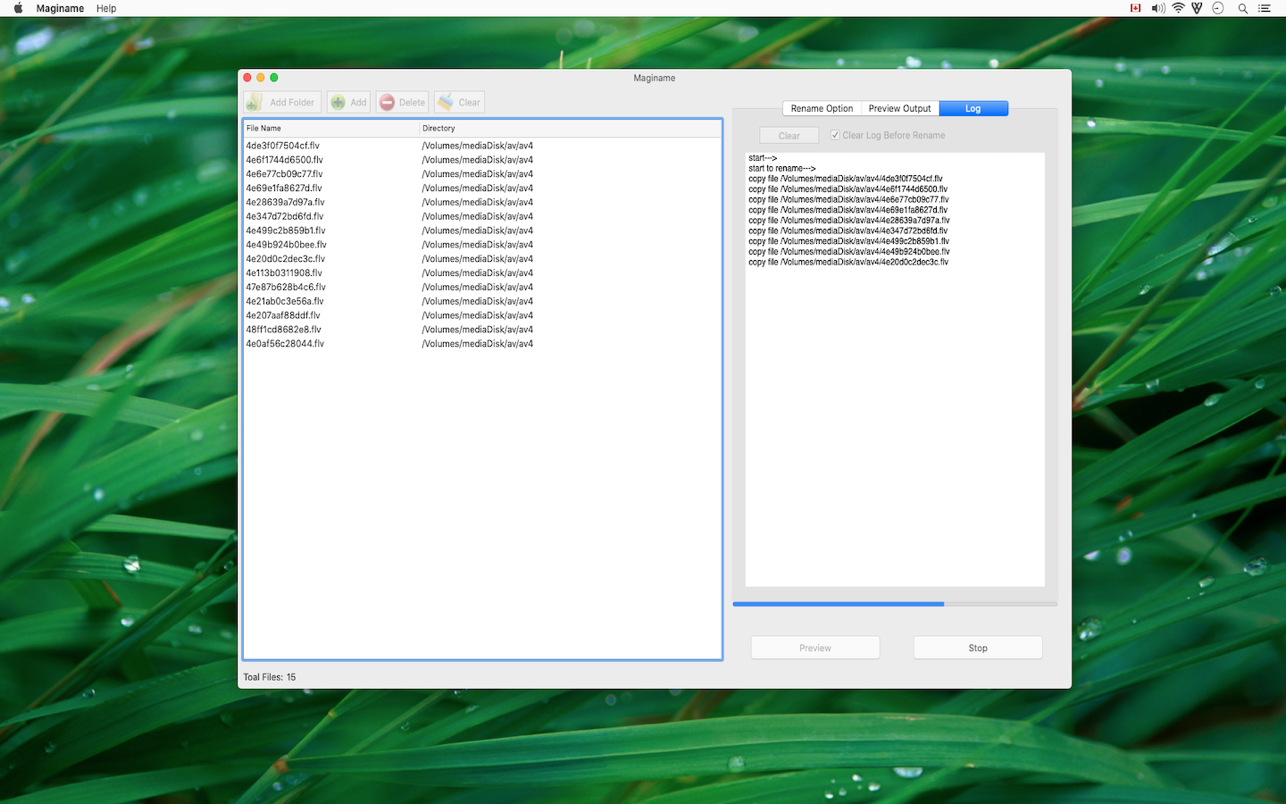 Maginame Help
Maginame
Add Folder Add Delete Clear
File Name Directory
4de3f0f7504cf.flv /Volumes/mediaDisk/av/av4
4e6f1744d6500.flv /Volumes/mediaDisk/av/av4
4e6e77cb09c77.flv /Volumes/mediaDisk/av/av4
4e69e1fa8627d.flv /Volumes/mediaDisk/av/av4
4e28639a7d97a.flv /Volumes/mediaDisk/av/av4
4e347d72bd6fd.flv /Volumes/mediaDisk/av/av4
4e499c2b859b1.flv /Volumes/mediaDisk/av/av4
4e49b924b0bee.flv /Volumes/mediaDisk/av/av4
4e20d0c2dec3c.flv /Volumes/mediaDisk/av/av4
4e113b0311908.flv /Volumes/mediaDisk/av/av4
47e87b628b4c6.flv /Volumes/mediaDisk/av/av4
4e21ab0c3e56a.flv /Volumes/mediaDisk/av/av4
4e207aaf88ddf.flv /Volumes/mediaDisk/av/av4
48ff1cd8682e8.flv /Volumes/mediaDisk/av/av4
4e0af56c28044.flv /Volumes/mediaDisk/av/av4
Toal Files: 15
Rename Option Preview Output Log
Clear Clear Log Before Rename
start--->
start to rename--->
copy file /Volumes/mediaDisk/av/av4/4de3f0f7504cf.flv
copy file /Volumes/mediaDisk/av/av4/4e6f1744d6500.flv
copy file /Volumes/mediaDisk/av/av4/4e6e77cb09c77.flv
copy file /Volumes/mediaDisk/av/av4/4e69e1fa8627d.flv
copy file /Volumes/mediaDisk/av/av4/4e28639a7d97a.flv
copy file /Volumes/mediaDisk/av/av4/4e347d72bd6fd.flv
copy file /Volumes/mediaDisk/av/av4/4e499c2b859b1.flv
copy file /Volumes/mediaDisk/av/av4/4e49b924b0bee.flv
copy file /Volumes/mediaDisk/av/av4/4e20d0c2dec3c.flv
Preview Stop